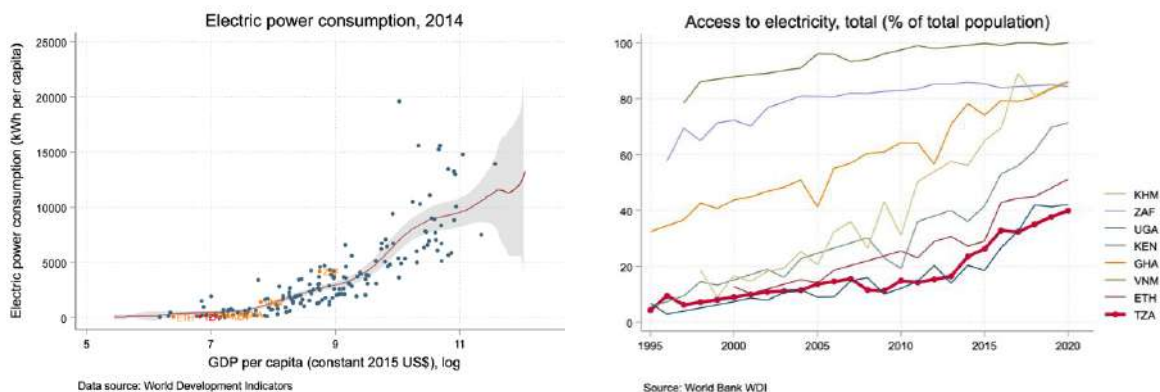 Electric power consumption, 2014
Electric power consumption (kWh per capita)
25000
20000
15000
10000
5000
0
5
7
9
11
GDP per capita (constant 2015 US$), log
Data source: World Development Indicators
Access to electricity, total (% of total population)
100
80
60
40
20
0
1995
2000
2005
2010
2015
2020
KHM
ZAF
UGA
KEN
GHA
VNM
ETH
TZA
Source: World Bank WDI